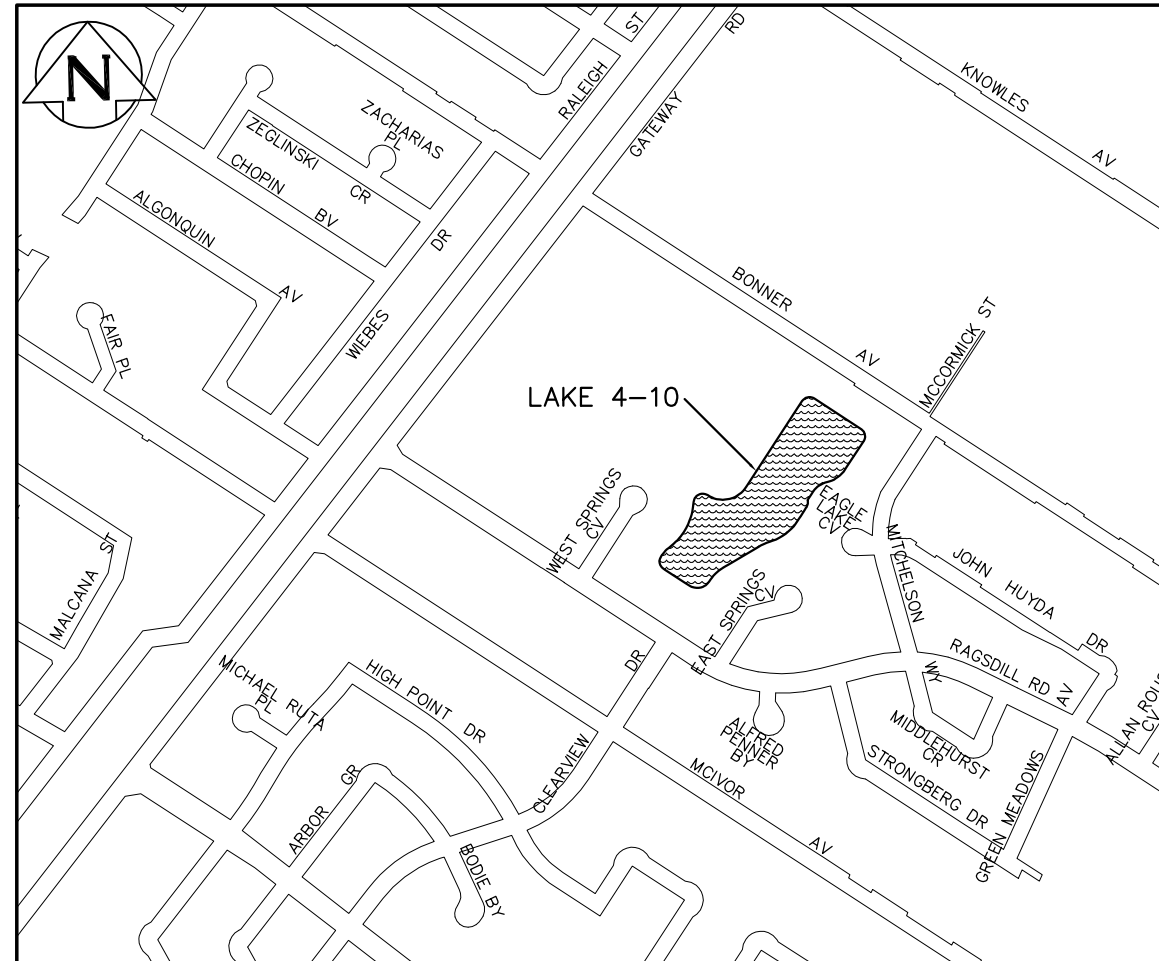 N
ST
RD
RALEIGH
GATEWAY
KNOWLES
AV
ZACHARIAS
PL
ZEGLINSKI
CR
CHOPIN
BV
ALGONQUIN
AV
DR
WIEBES
FAIR PL
BONNER
AV
MCCORMICK ST
LAKE 4-10
WEST SPRINGS
CV
EAGLE
LAKE
CV
MITCHELSON
WY
JOHN HUYDA
DR
MALCANA
ST
EAST SPRINGS
CV
RAGSDILL RD
AV
GREEN MEADOWS
MICHAEL RUTA
PL
HIGH POINT DR
DR
CLEARVIEW
ALFRED
PENNER
BY
MIDDLEHURST
CR
STRONGBERG DR
MCIVOR
AV
ARBOR GR
BODIE BY
CV